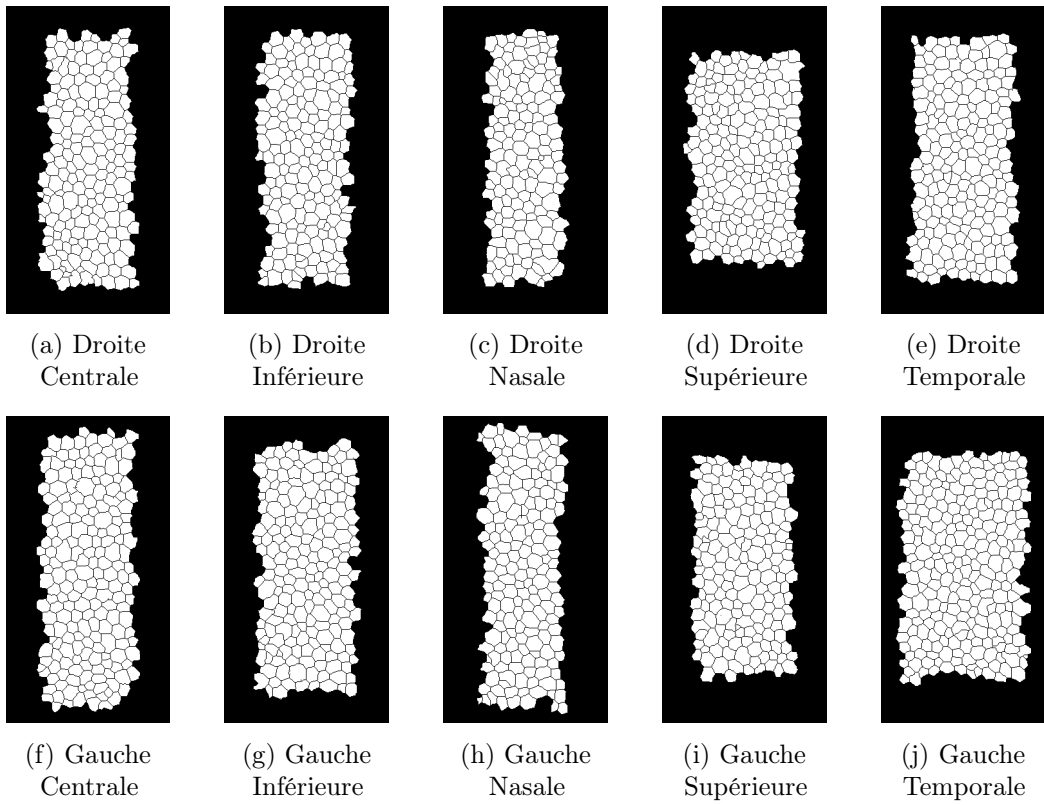 (a) Droite
Centrale
(b) Droite
Inférieure
(c) Droite
Nasale
(d) Droite
Supérieure
(e) Droite
Temporale
(f) Gauche
Centrale
(g) Gauche
Inférieure
(h) Gauche
Nasale
(i) Gauche
Supérieure
(j) Gauche
Temporale